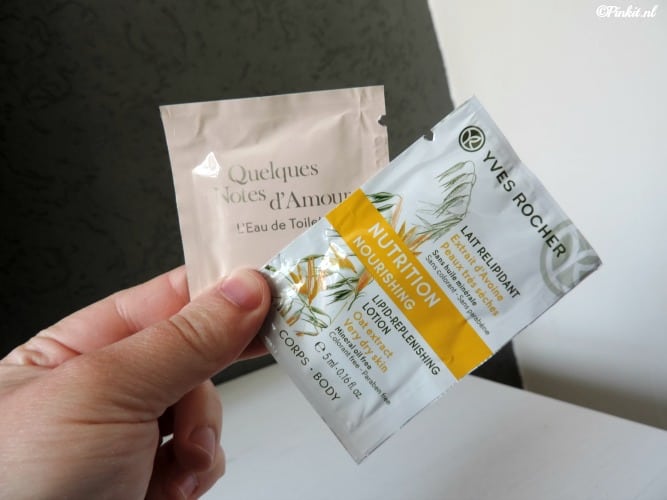 ©Pinkit.nl
Quelques
Notes d'Amour
L'Eau de
YVES ROCHER
NUTRITION
NOURISHING
LAIT RELIPIDANT
Extrait d'Avoine
Peaux très sèches
Sans huile minérale
Sans colorant - Sans parabène
LIPID-REPLENISHING
LOTION
Oat extract
Very dry skin
Mineral oil free
Colorant free - Paraben free
e 5 ml - 0.16 fl. oz.
CORPS - BODY